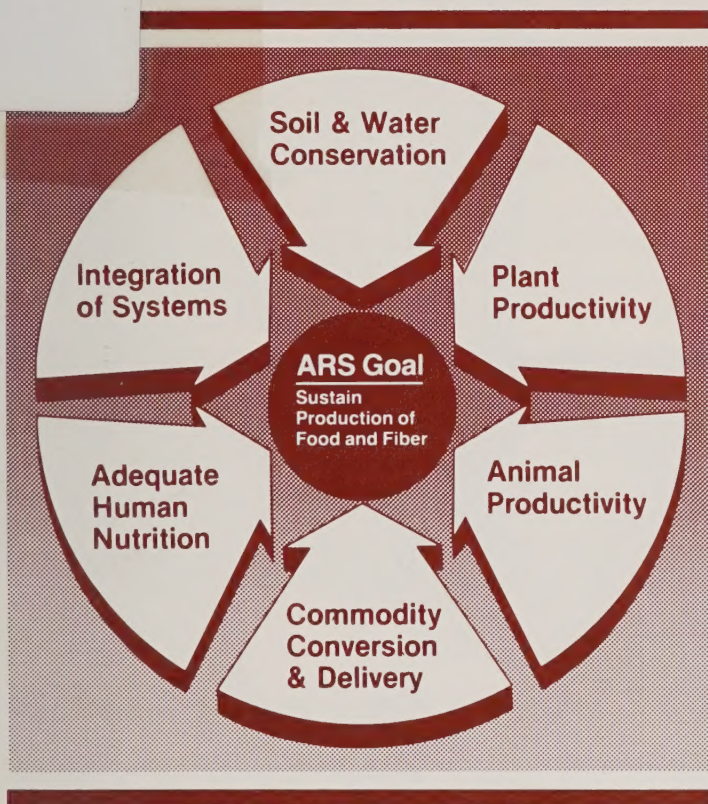 Soil & Water
Conservation
Plant
Productivity
Animal
Productivity
Commodity
Conversion
& Delivery
Adequate
Human
Nutrition
Integration
of Systems
ARS Goal
Sustain
Production of
Food and Fiber